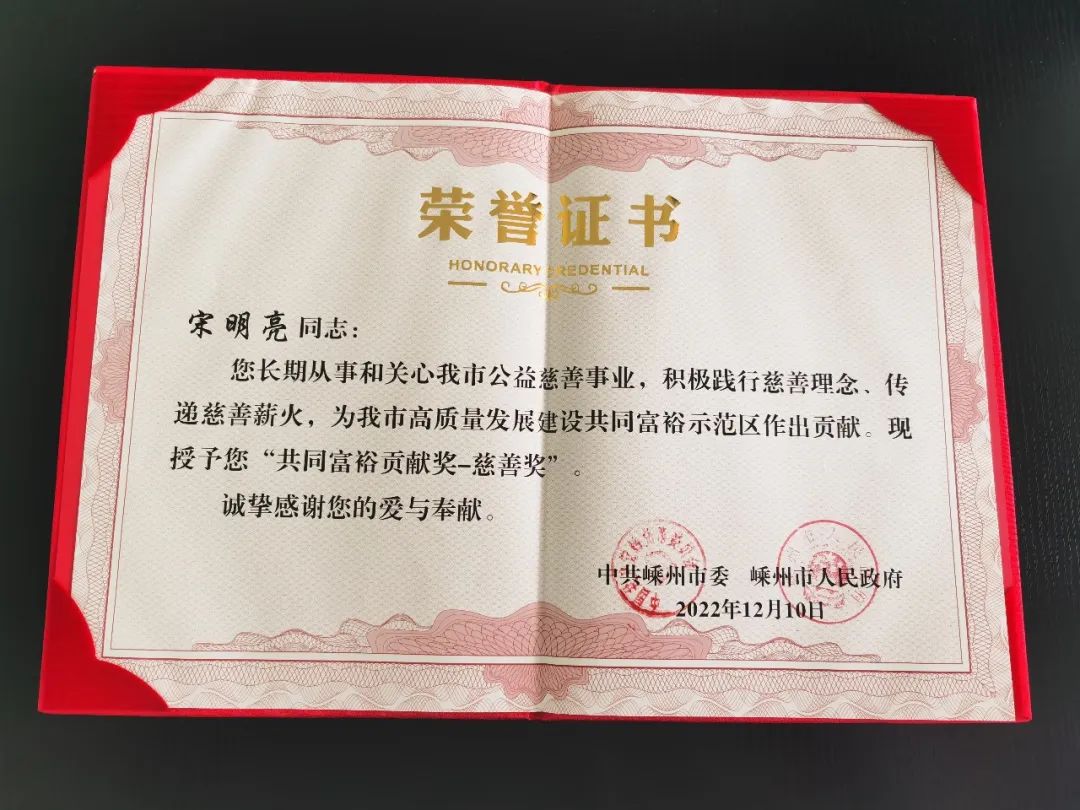 荣誉证书
HONORARY CREDENTIAL
宋明亮同志：
您长期从事和关心我市公益慈善事业，积极践行慈善理念、传
递慈善薪火，为我市高质量发展建设共同富裕示范区作出贡献。现
授予您“共同富裕贡献奖-慈善奖”。
诚挚感谢您的爱与奉献。
中共嵊州市委 嵊州市人民政府
2022年12月10日